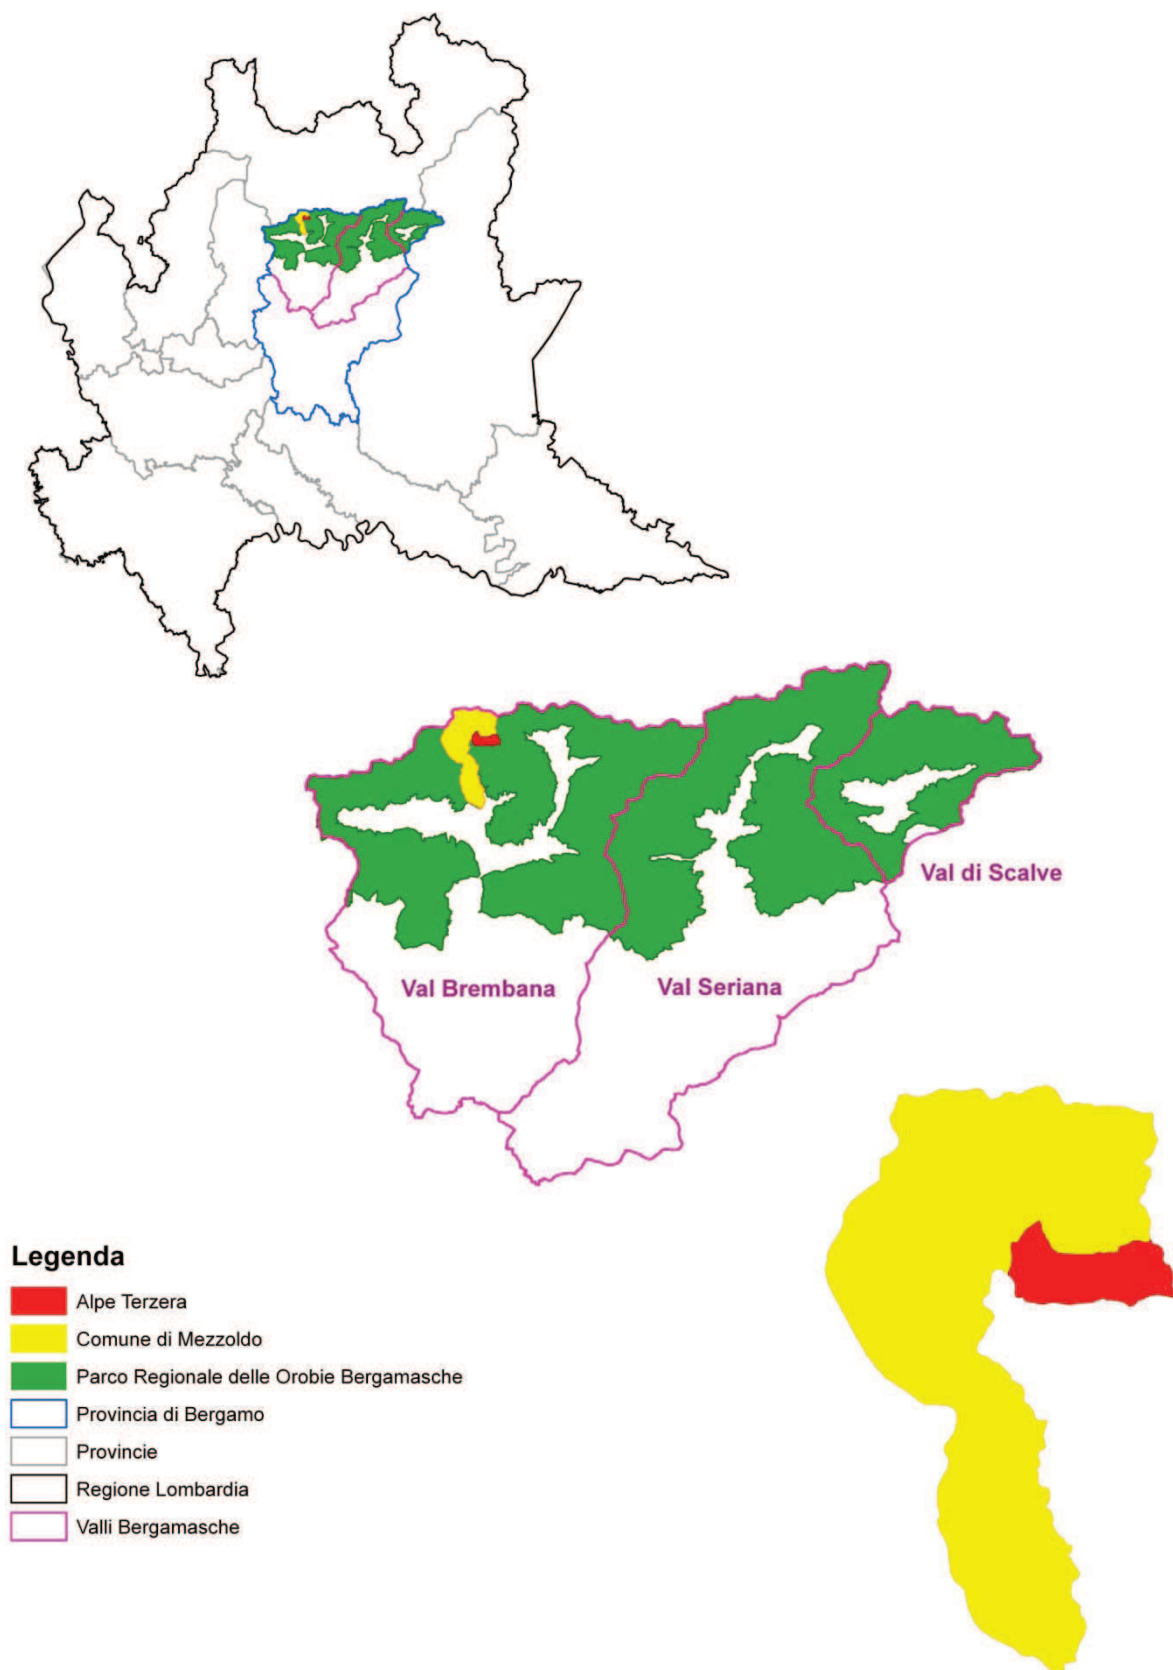 Val di Scalve
Val Brembana
Val Seriana
Legenda
Alpe Terzera
Comune di Mezzoldo
Parco Regionale delle Orobie Bergamasche
Provincia di Bergamo
Provincie
Regione Lombardia
Valli Bergamasche